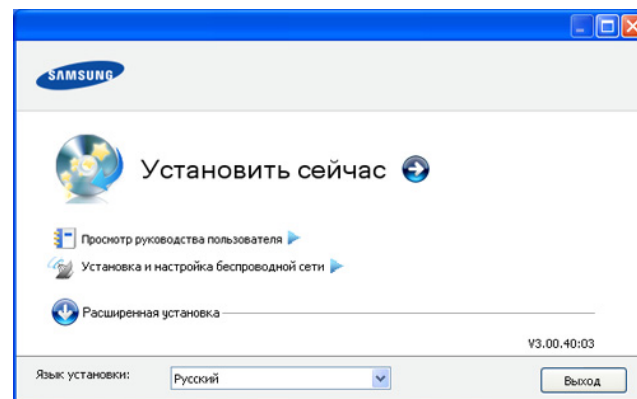 SAMSUNG
Установить сейчас
Просмотр руководства пользователя
Установка и настройка беспроводной сети
Расширенная установка
V3.00.40:03
Язык установки: Русский Выход